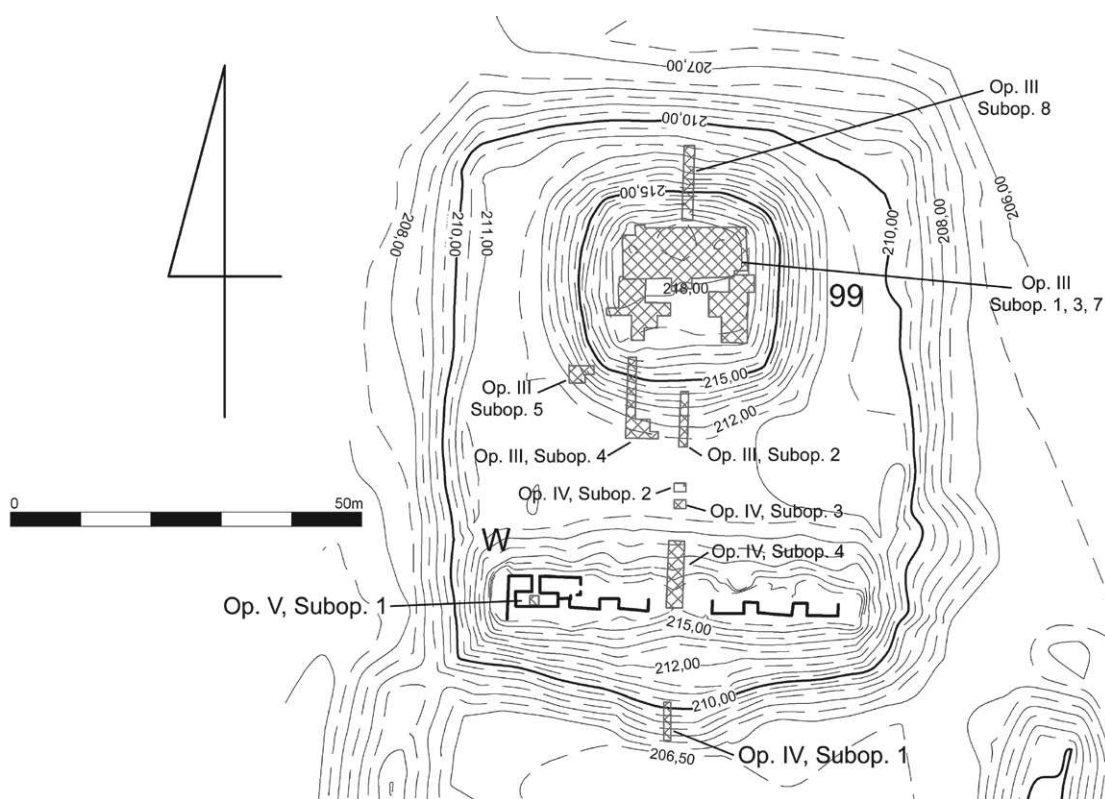 207,00
Op. III
Subop. 8
210,00
215,00
206,00
208,00
210,00
211,00
210,00
208,00
218,00
99
Op. III
Subop. 1, 3, 7
Op. III
Subop. 5
215,00
212,00
Op. III, Subop. 4
Op. III, Subop. 2
Op. IV, Subop. 2
0
50m
Op. IV, Subop. 3
W
Op. IV, Subop. 4
Op. V, Subop. 1
215,00
212,00
210,00
206,50
Op. IV, Subop. 1